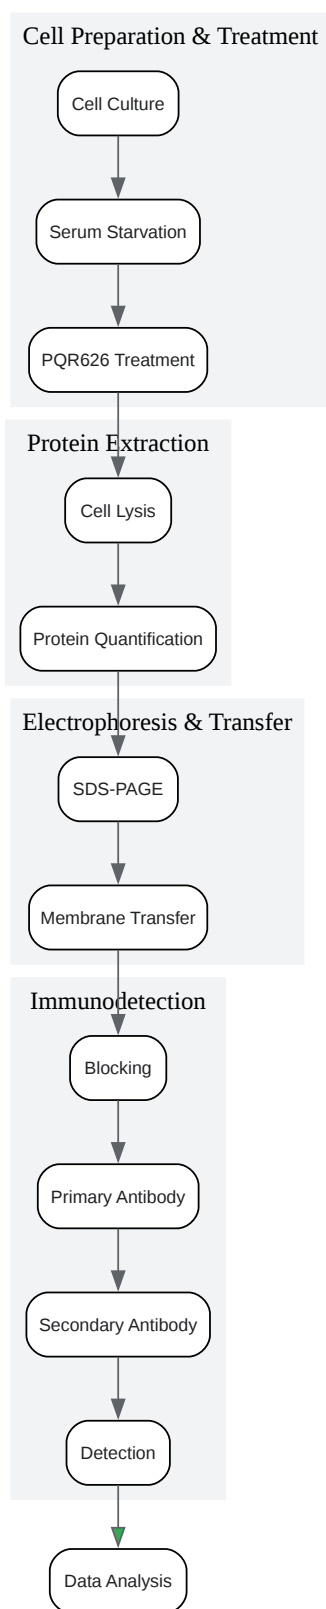 Cell Preparation & Treatment
Cell Culture
Serum Starvation
PQR626 Treatment
Protein Extraction
Cell Lysis
Protein Quantification
Electrophoresis & Transfer
SDS-PAGE
Membrane Transfer
Immunodetection
Blocking
Primary Antibody
Secondary Antibody
Detection
Data Analysis